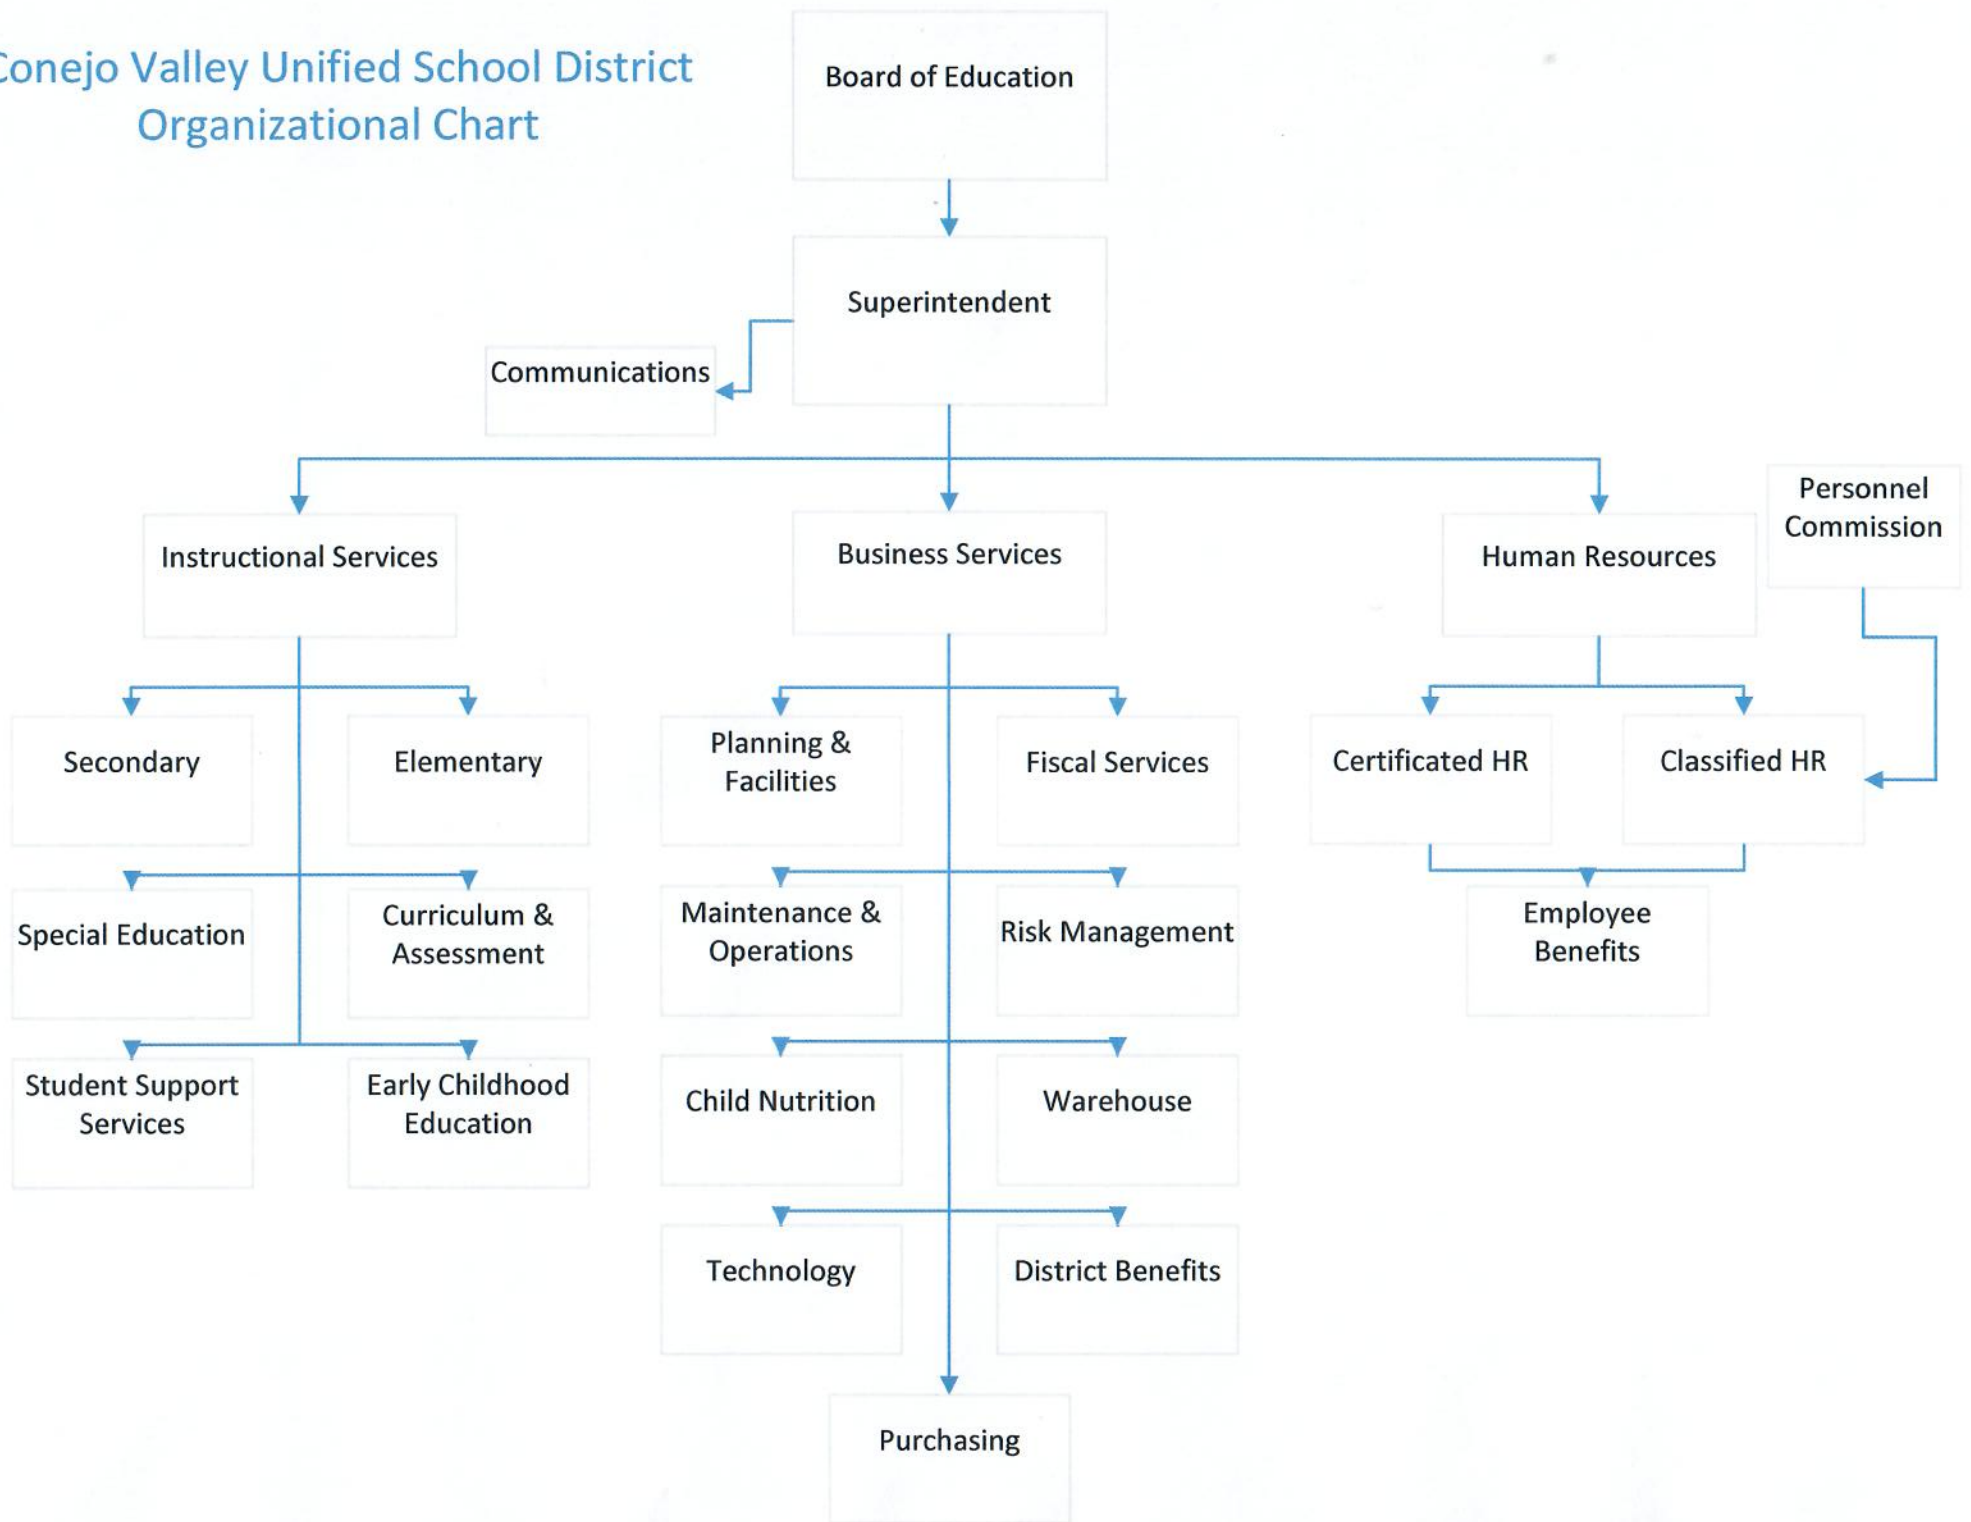 Conejo Valley Unified School District
Organizational Chart
Board of Education
Superintendent
Communications
Instructional Services
Business Services
Human Resources
Personnel
Commission
Secondary
Elementary
Planning &
Facilities
Fiscal Services
Certificated HR
Classified HR
Special Education
Curriculum &
Assessment
Maintenance &
Operations
Risk Management
Employee
Benefits
Student Support
Services
Early Childhood
Education
Child Nutrition
Warehouse
Technology
District Benefits
Purchasing